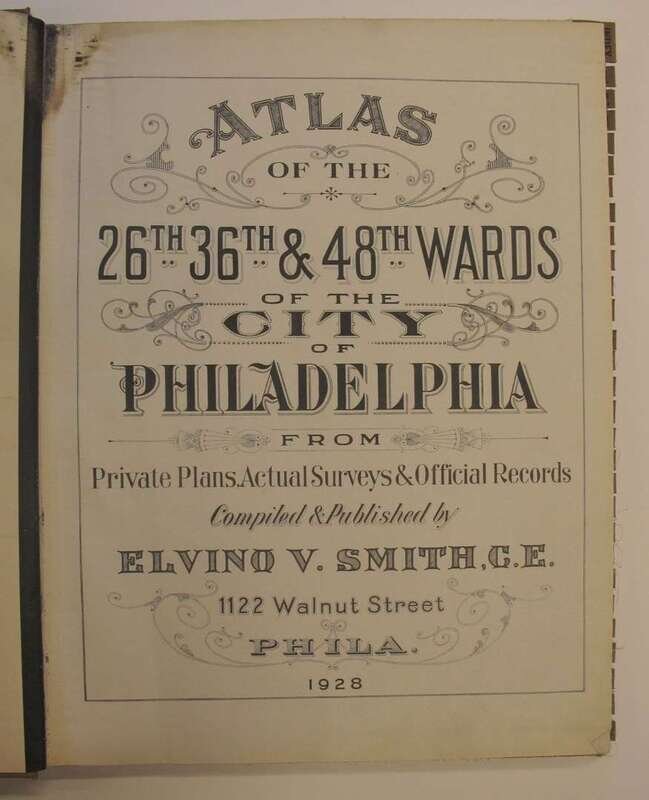 ATLAS
OF THE
26TH 36TH & 48TH WARDS
OF THE
CITY
OF
PHILADELPHIA
FROM
Private Plans, Actual Surveys & Official Records
Compiled & Published by
ELVINO V. SMITH, C.E.
1122 Walnut Street
PHILA.
1928